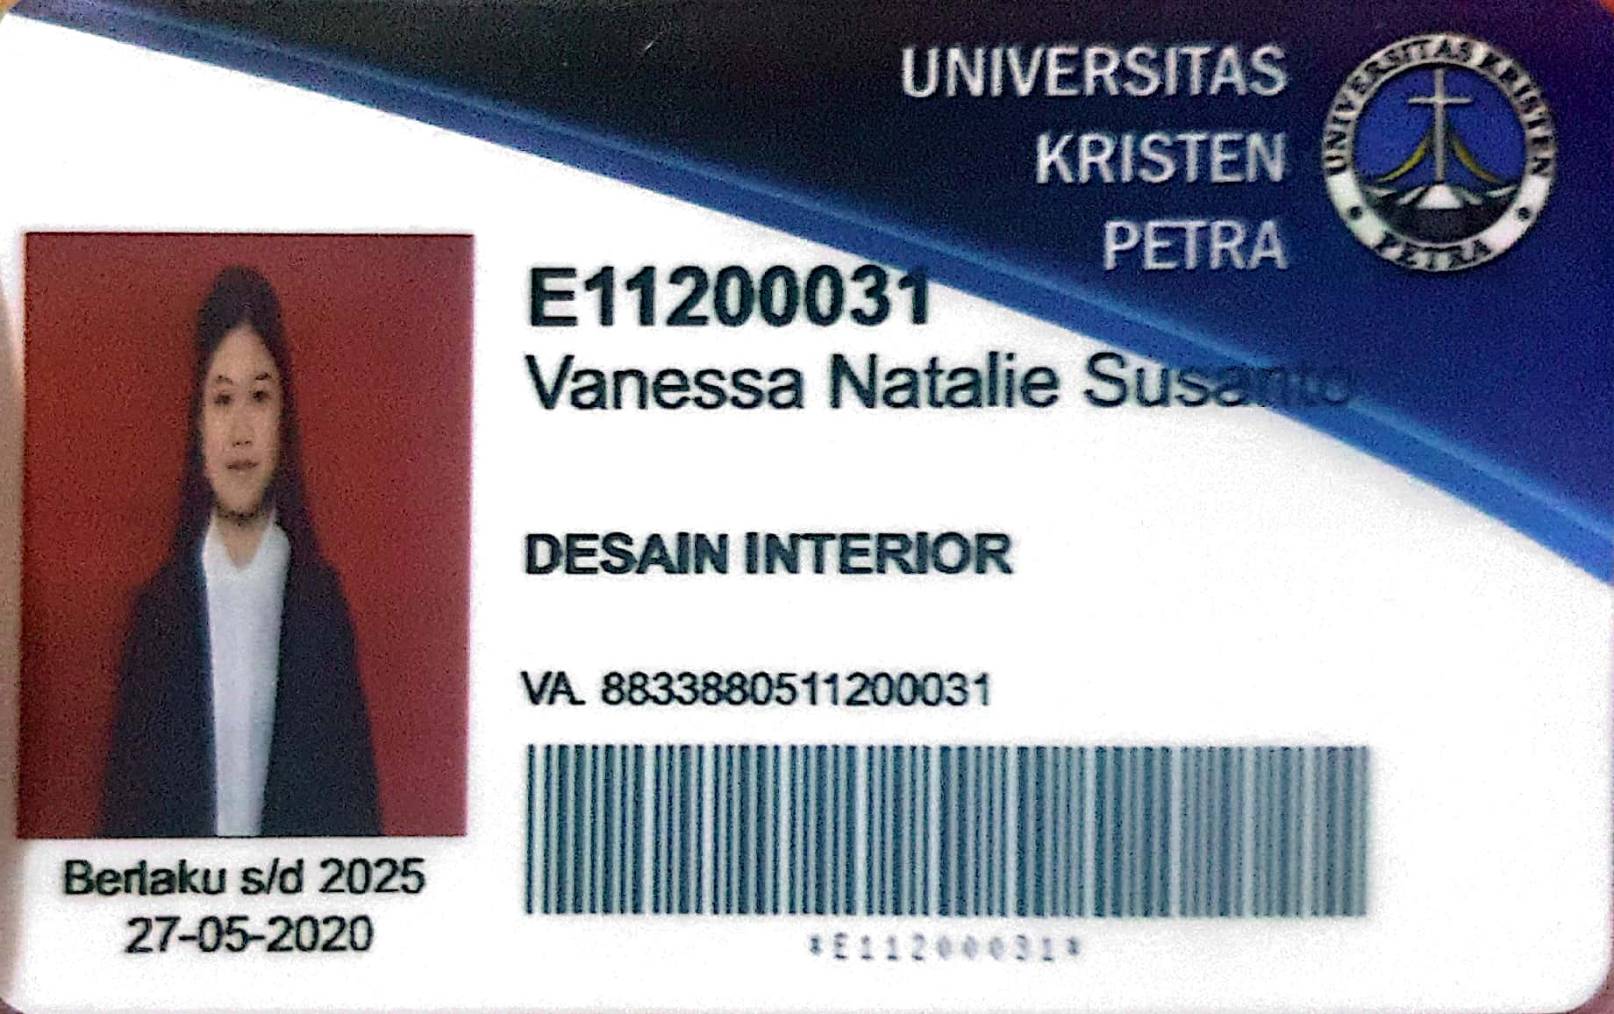 UNIVERSITAS
KRISTEN
PETRA
UNIVERSITAS KRISTEN
PETRA
E11200031
Vanessa Natalie Susanto
DESAIN INTERIOR
VA. 8833880511200031
*E11200031*
Berlaku s/d 2025
27-05-2020